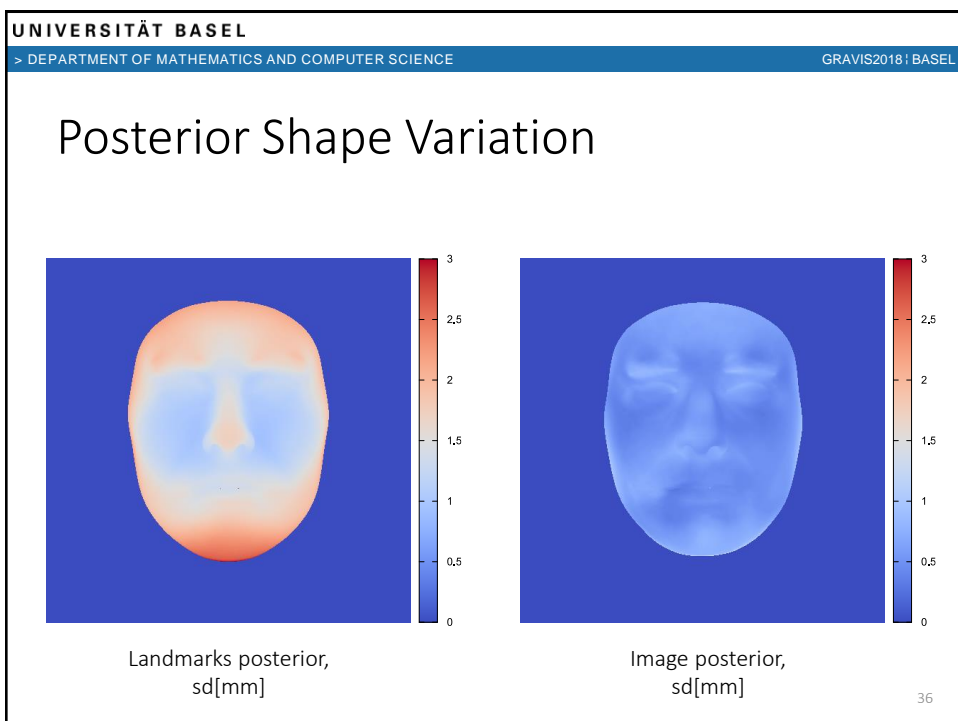 UNIVERSITÄT BASEL
> DEPARTMENT OF MATHEMATICS AND COMPUTER SCIENCE
GRAVIS2018 ¦ BASEL
Posterior Shape Variation
3
2.5
2
1.5
1
0.5
0
3
2.5
2
1.5
1
0.5
0
Landmarks posterior,
sd[mm]
Image posterior,
sd[mm]
36